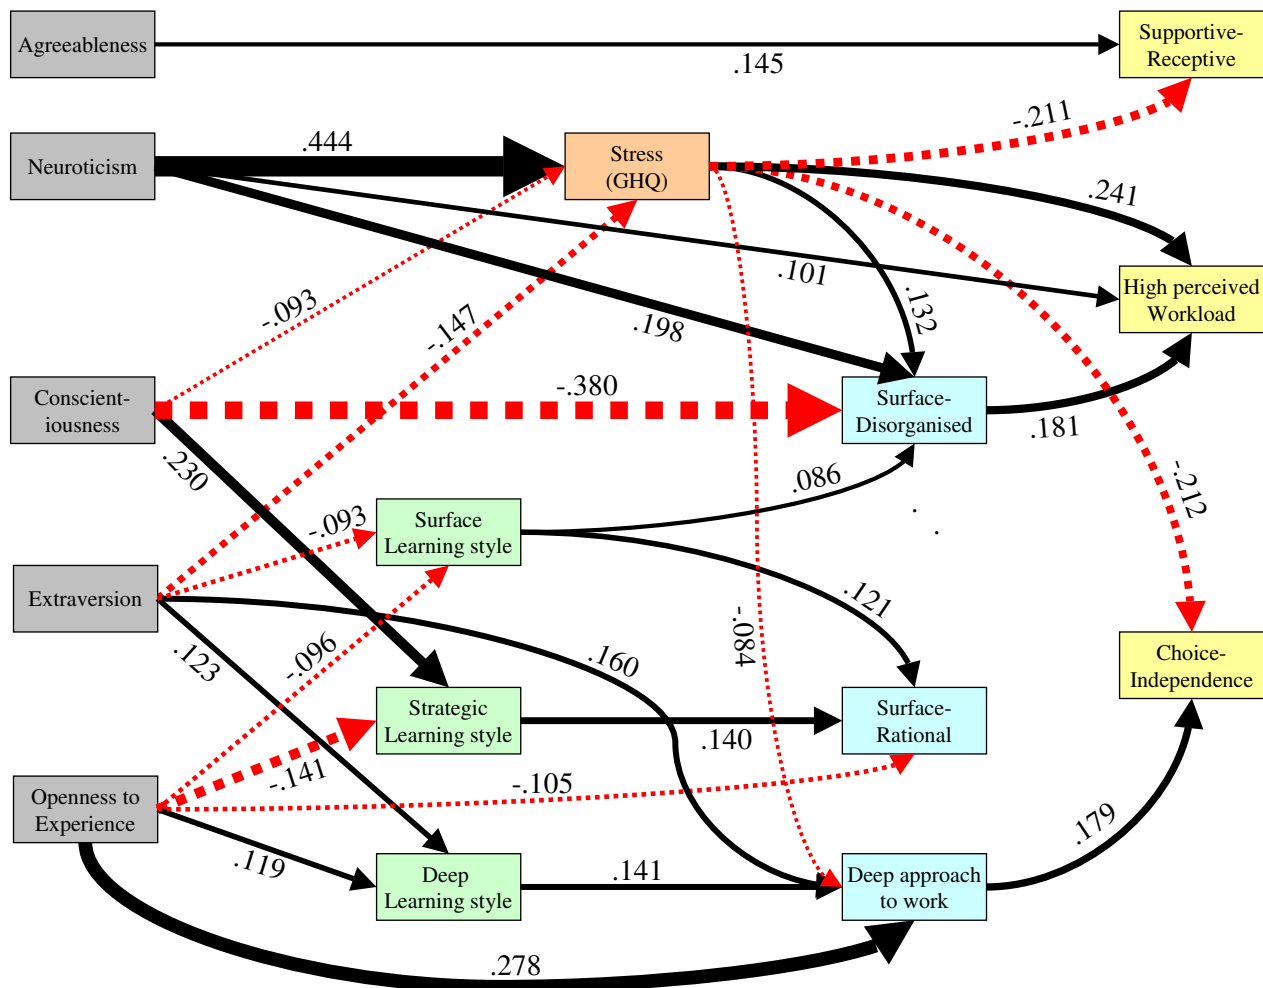 Agreeableness
Supportive-
Receptive
.145
-.211
Neuroticism
.444
Stress
(GHQ)
.241
.101
High perceived
Workload
-.093
-.147
.198
.132
Conscient-
iousness
-.380
Surface-
Disorganised
.181
.230
.086
-.212
-.093
Surface
Learning style
. .
Extraversion
.121
-.096
.123
.160
-.084
Choice-
Independence
Strategic
Learning style
.140
Surface-
Rational
-.141
-.105
Openness to
Experience
.119
.179
Deep
Learning style
.141
Deep approach
to work
.278